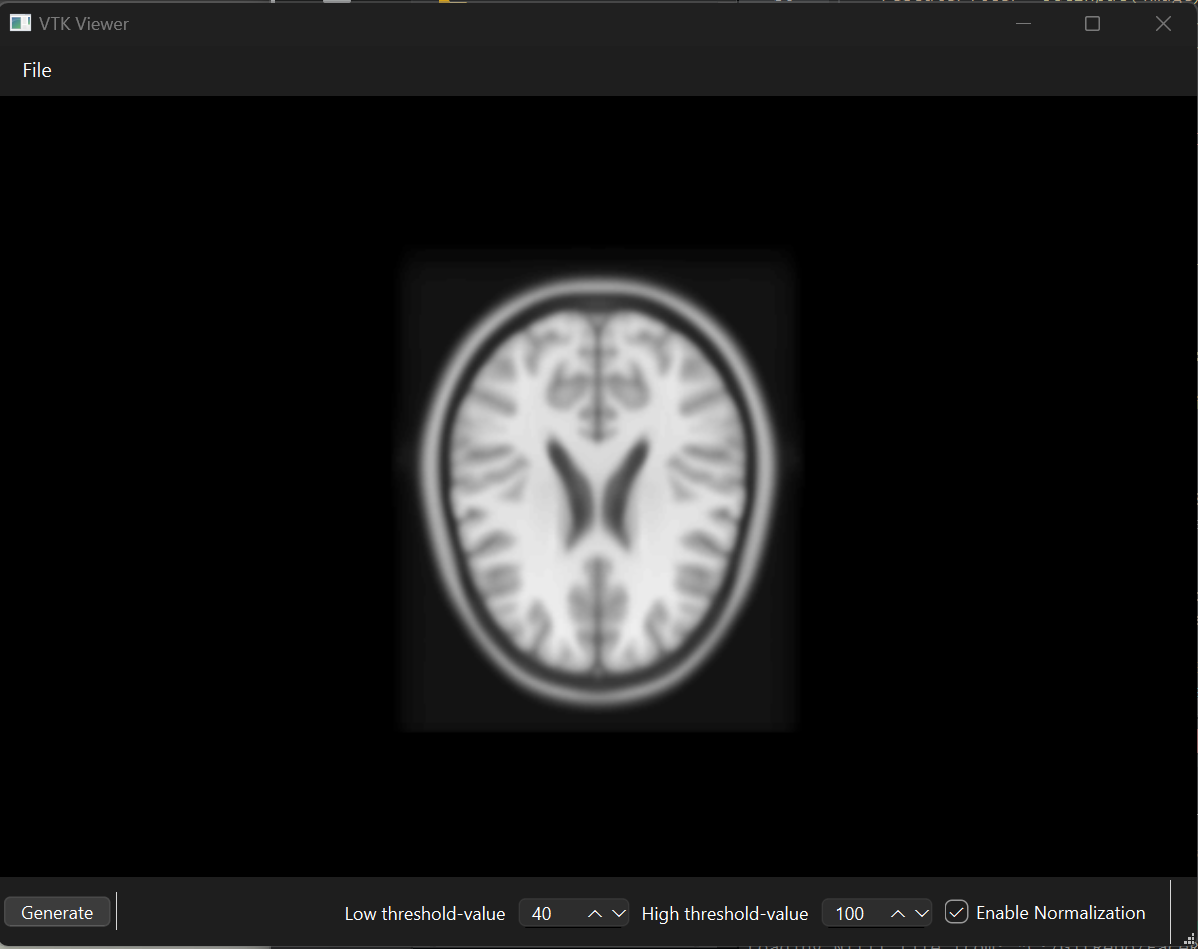 VTK Viewer
File
Generate
Low threshold-value 40 High threshold-value 100 Enable Normalization